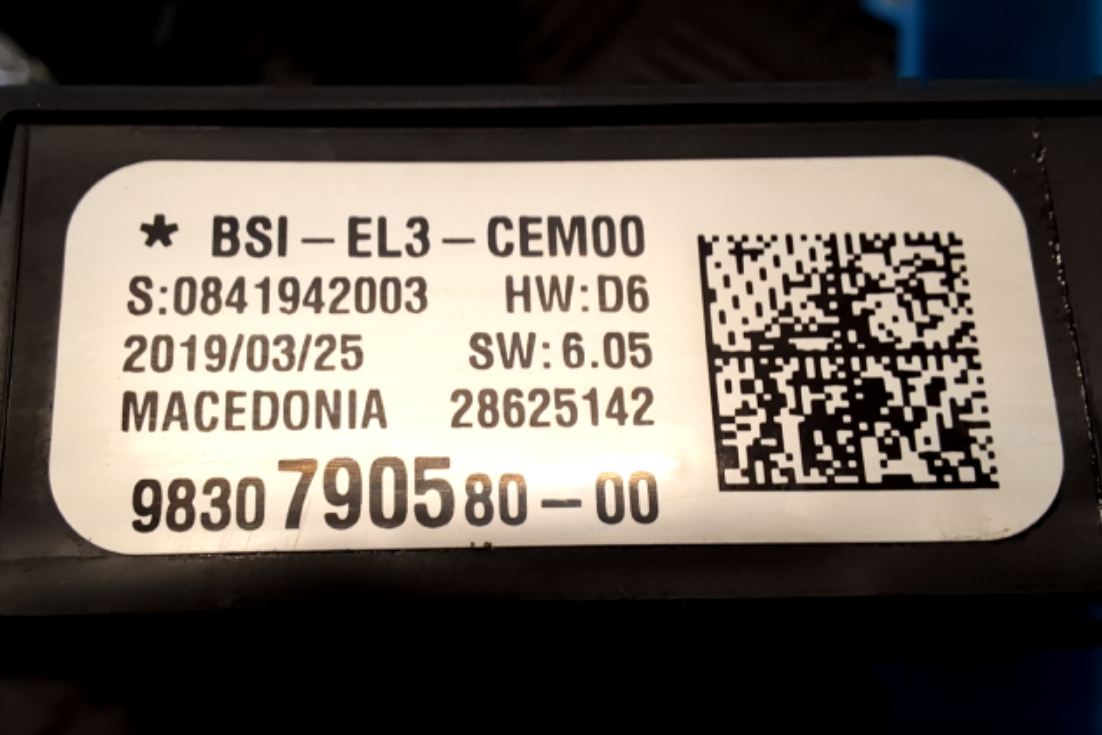 * BSI-EL3-CEM00
S:0841942003 HW:D6
2019/03/25 SW:6.05
MACEDONIA 28625142
9830790580-00